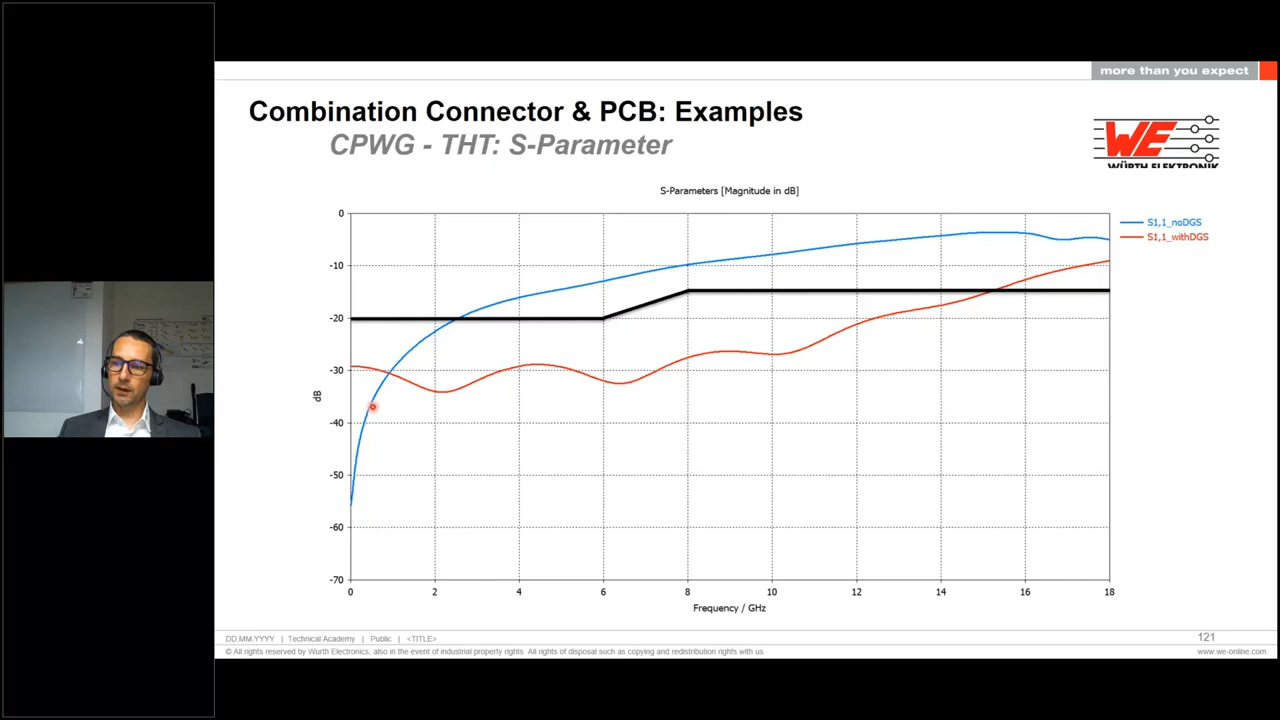 more than you expect
Combination Connector & PCB: Examples
CPWG - THT: S-Parameter
WE
WÜRTH ELEKTRONIK
S-Parameters [Magnitude in dB]
S1,1_noDGS
S1,1_withDGS
0
-10
-20
-30
-40
-50
-60
-70
dB
0 2 4 6 8 10 12 14 16 18
Frequency / GHz
DD.MM.YYYY | Technical Academy | Public | <TITLE>
121
© All rights reserved by Wurth Electronics, also in the event of industrial property rights. All rights of disposal such as copying and redistribution rights with us.
www.we-online.com